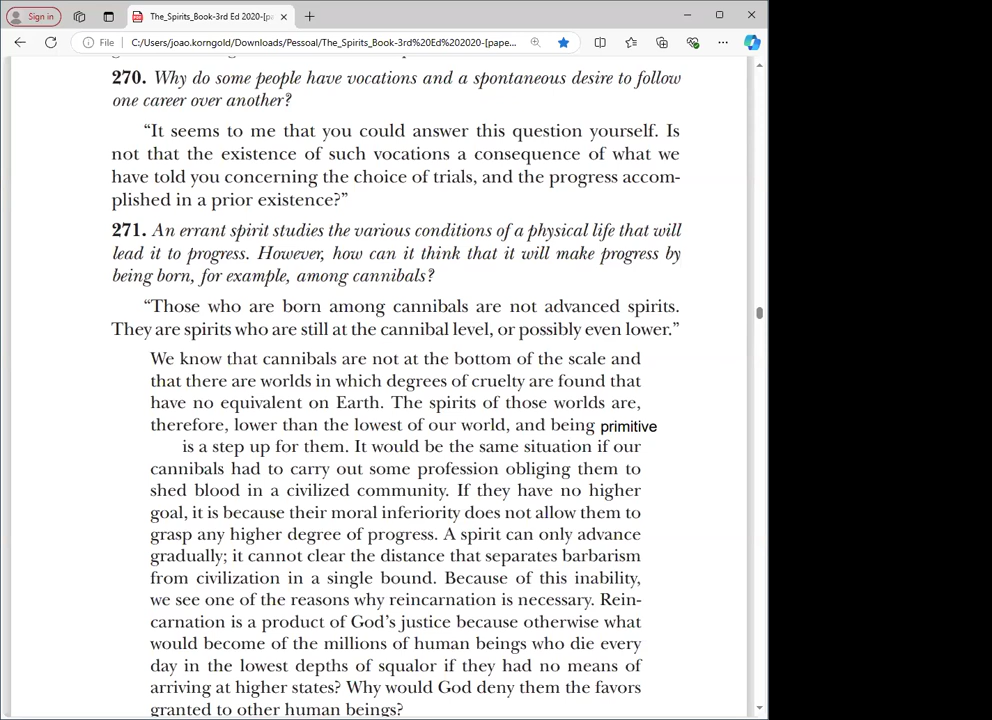 Sign in
The_Spirits_Book-3rd Ed 2020-[pa
File
C:/Users/joao.korngold/Downloads/Pessoal/The_Spirits_Book-3rd%20Ed%202020-[pape...
270. Why do some people have vocations and a spontaneous desire to follow
one career over another?
“It seems to me that you could answer this question yourself. Is
not that the existence of such vocations a consequence of what we
have told you concerning the choice of trials, and the progress accom-
plished in a prior existence?”
271. An errant spirit studies the various conditions of a physical life that will
lead it to progress. However, how can it think that it will make progress by
being born, for example, among cannibals?
“Those who are born among cannibals are not advanced spirits.
They are spirits who are still at the cannibal level, or possibly even lower.”
We know that cannibals are not at the bottom of the scale and
that there are worlds in which degrees of cruelty are found that
have no equivalent on Earth. The spirits of those worlds are,
therefore, lower than the lowest of our world, and being primitive
is a step up for them. It would be the same situation if our
cannibals had to carry out some profession obliging them to
shed blood in a civilized community. If they have no higher
goal, it is because their moral inferiority does not allow them to
grasp any higher degree of progress. A spirit can only advance
gradually; it cannot clear the distance that separates barbarism
from civilization in a single bound. Because of this inability,
we see one of the reasons why reincarnation is necessary. Rein-
carnation is a product of God’s justice because otherwise what
would become of the millions of human beings who die every
day in the lowest depths of squalor if they had no means of
arriving at higher states? Why would God deny them the favors
granted to other human beings?